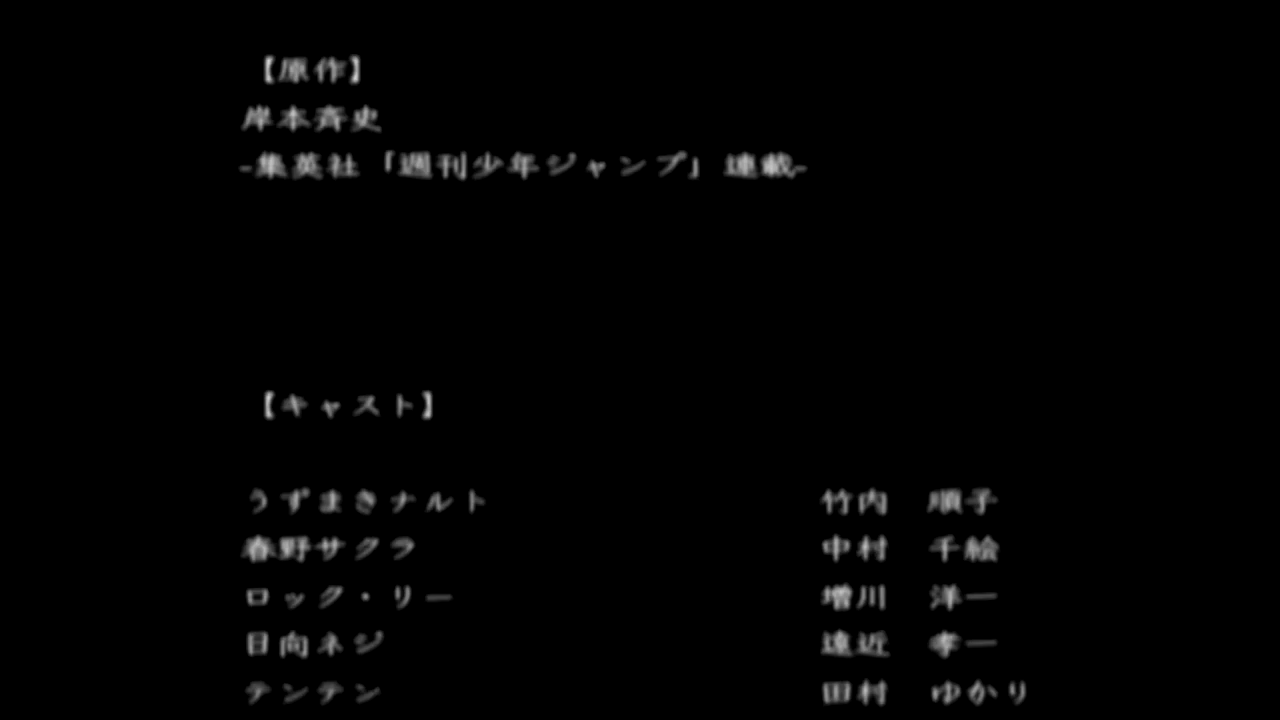 【原作】
岸本斉史
-集英社「週刊少年ジャンプ」連載-
【キャスト】
うずまきナルト 竹内 順子
春野サクラ 中村 千絵
ロック・リー 増川 洋一
日向ネジ 遠近 孝一
テンテン 田村 ゆかり